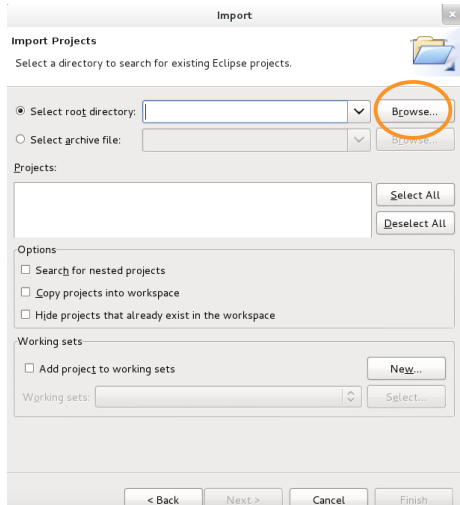 Import
Import Projects
Select a directory to search for existing Eclipse projects.
Select root directory:
Browse...
Select archive file:
Browse...
Projects:
Select All
Deselect All
Options
Search for nested projects
Copy projects into workspace
Hide projects that already exist in the workspace
Working sets
Add project to working sets
New...
Working sets:
Select...
< Back
Next >
Cancel
Finish